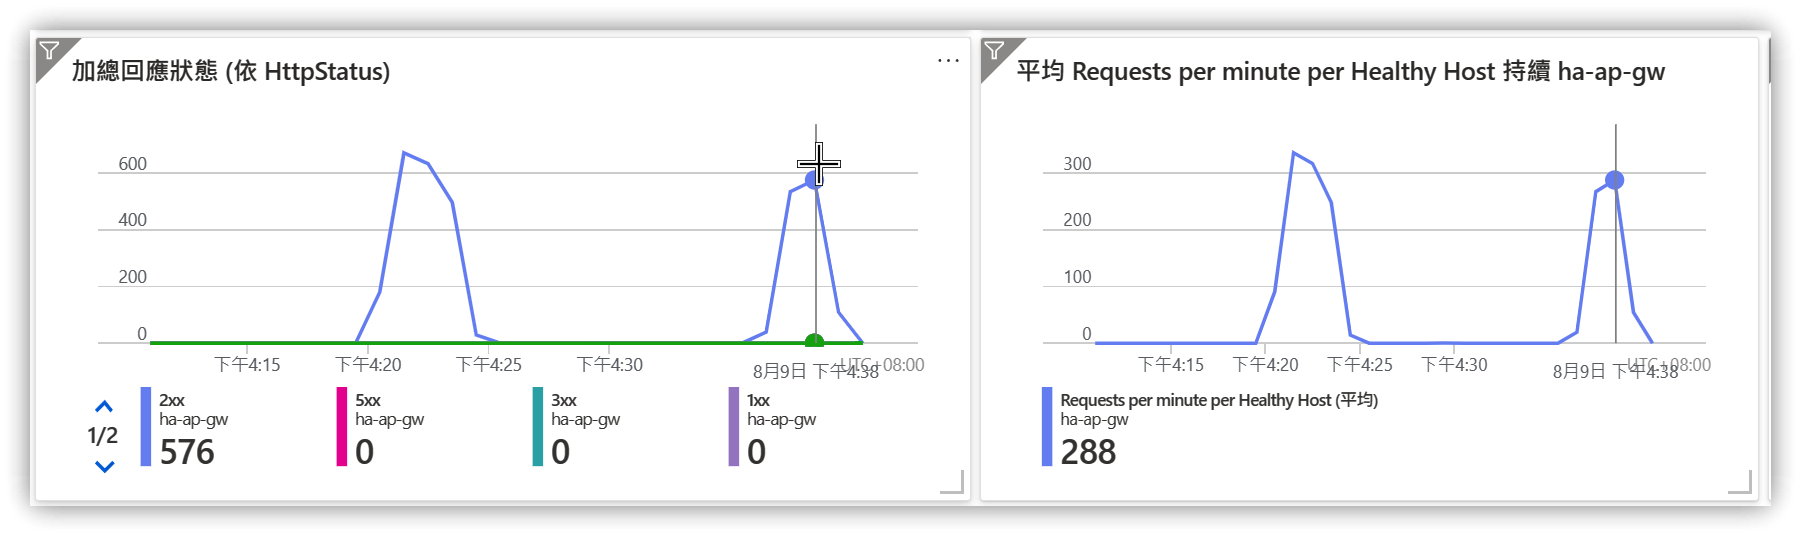 加總回應狀態 (依 HttpStatus)
...
600
400
200
0
下午4:15
下午4:20
下午4:25
下午4:30
8月9日 下午4:38
UTC+08:00
1/2
2xx
ha-ap-gw
576
5xx
ha-ap-gw
0
3xx
ha-ap-gw
0
1xx
ha-ap-gw
0
平均 Requests per minute per Healthy Host 持續 ha-ap-gw
300
200
100
0
下午4:15
下午4:20
下午4:25
下午4:30
8月9日 下午4:38
UTC+08:00
Requests per minute per Healthy Host (平均)
ha-ap-gw
288